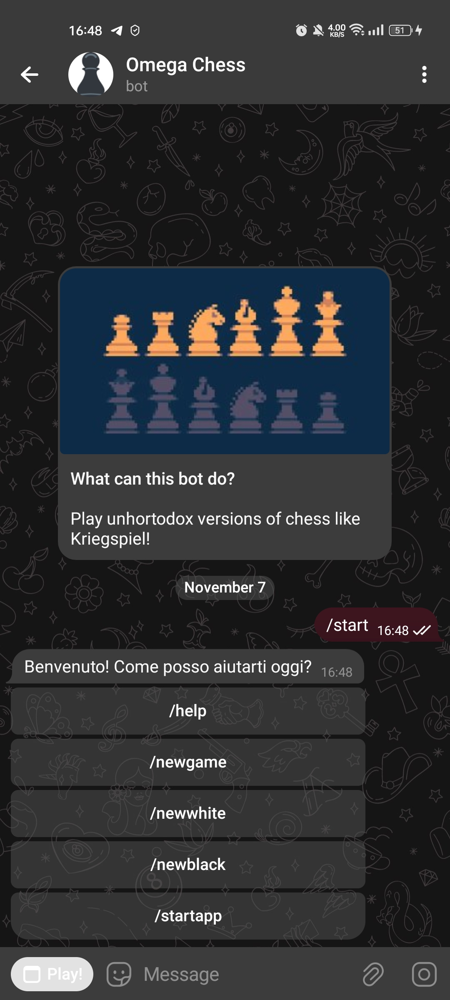 16:48
4.00
KB/S
51
Omega Chess
bot
What can this bot do?
Play unhortodox versions of chess like
Kriegspiel!
November 7
/start 16:48
Benvenuto! Come posso aiutarti oggi? 16:48
/help
/newgame
/newwhite
/newblack
/startapp
Play!
Message